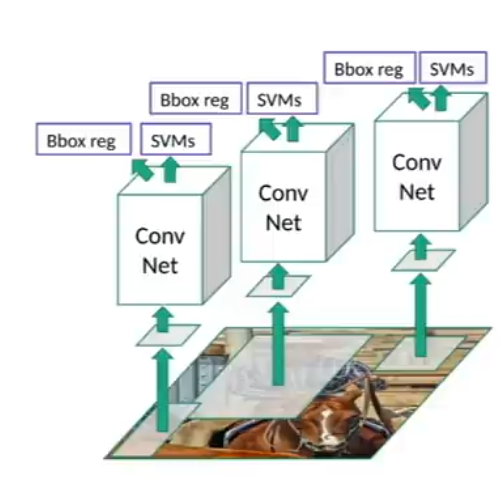 Bbox reg
SVMs
Bbox reg
SVMs
Bbox reg
SVMs
Conv
Net
Conv
Net
Conv
Net